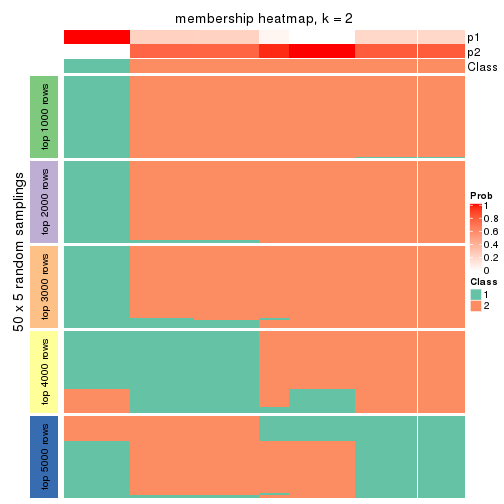 membership heatmap, k = 2
p1
p2
Class
50 x 5 random samplings
top 1000 rows
top 2000 rows
top 3000 rows
top 4000 rows
top 5000 rows
Prob
1
0.8
0.6
0.4
0.2
0
Class
1
2